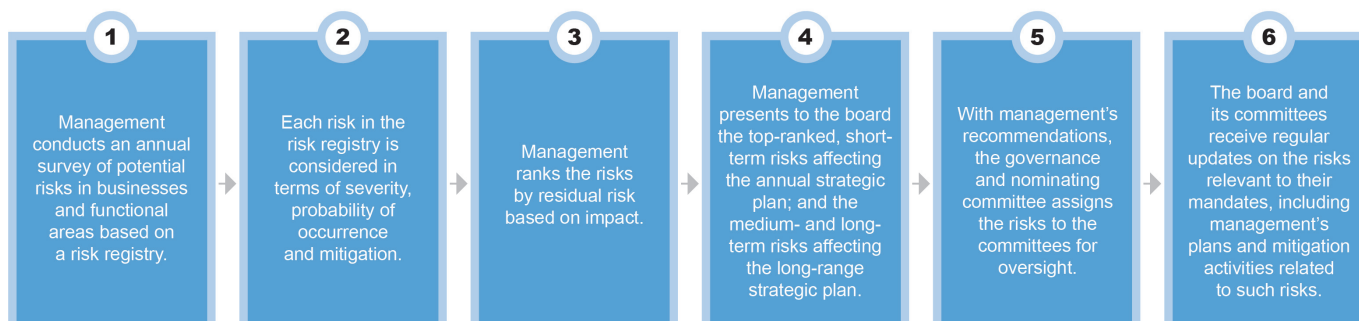 1
Management
conducts an annual
survey of potential
risks in businesses
and functional
areas based on
a risk registry.
2
Each risk in the
risk registry is
considered in
terms of severity,
probability of
occurrence
and mitigation.
3
Management
ranks the risks
by residual risk
based on impact.
4
Management
presents to the board
the top-ranked, short-
term risks affecting
the annual strategic
plan; and the
medium- and long-
term risks affecting
the long-range
strategic plan.
5
With management’s
recommendations,
the governance
and nominating
committee assigns
the risks to the
committees for
oversight.
6
The board and
its committees
receive regular
updates on the risks
relevant to their
mandates, including
management’s
plans and mitigation
activities related
to such risks.